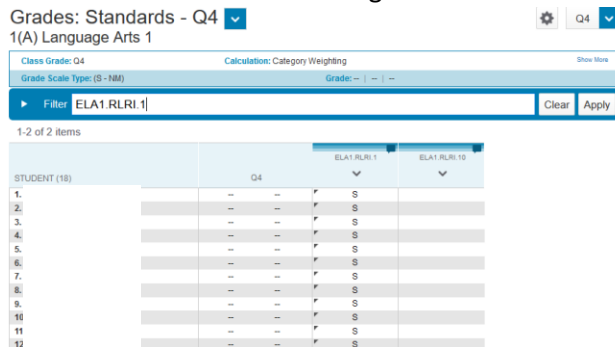 Grades: Standards - Q4
Q4
1(A) Language Arts 1
Class Grade: Q4 Calculation: Category Weighting Show More
Grade Scale Type: (S - NM) Grade: -- | -- | --
Filter ELA1.RLRI.1 Clear Apply
1-2 of 2 items
ELA1.RLRI.1 ELA1.RLRI.10
STUDENT (18) Q4
1. -- -- S
2. -- -- S
3. -- -- S
4. -- -- S
5. -- -- S
6. -- -- S
7. -- -- S
8. -- -- S
9. -- -- S
10 -- -- S
11 -- -- S
12 -- -- S